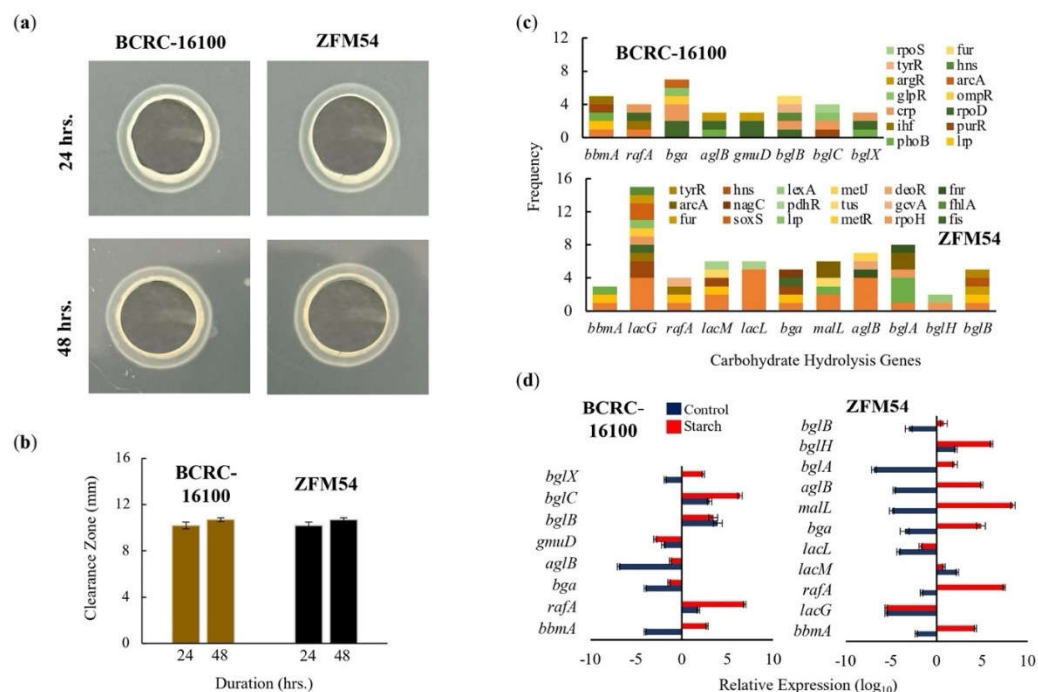 (a)
BCRC-16100 ZFM54
24 hrs.
48 hrs.
(b)
Clearance Zone (mm)
16
12
8
4
0
BCRC-
16100
ZFM54
24 48 24 48
Duration (hrs.)
(c)
BCRC-16100
Frequency
12
8
4
0
bbmA rafA bga aglB gmuD bglB bglC bglX
rpoS fur
tyrR hns
argR arcA
glpR ompR
crp rpoD
ihf purR
phoB lrp
16
12
8
4
0
tyrR hns lexA metJ deoR fnr
arcA nagC pdhR tus gcvA fhlA
fur soxS lrp metR rpoH fis
ZFM54
bbmA lacG rafA lacM lacL bga malL aglB bglA bglH bglB
Carbohydrate Hydrolysis Genes
(d)
BCRC-
16100
Control
Starch
ZFM54
bglX
bglC
bglB
gmuD
aglB
bga
rafA
bbmA
-10 -5 0 5 10
bglB
bglH
bglA
aglB
malL
bga
lacL
lacM
rafA
lacG
bbmA
-10 -5 0 5 10
Relative Expression (log10)